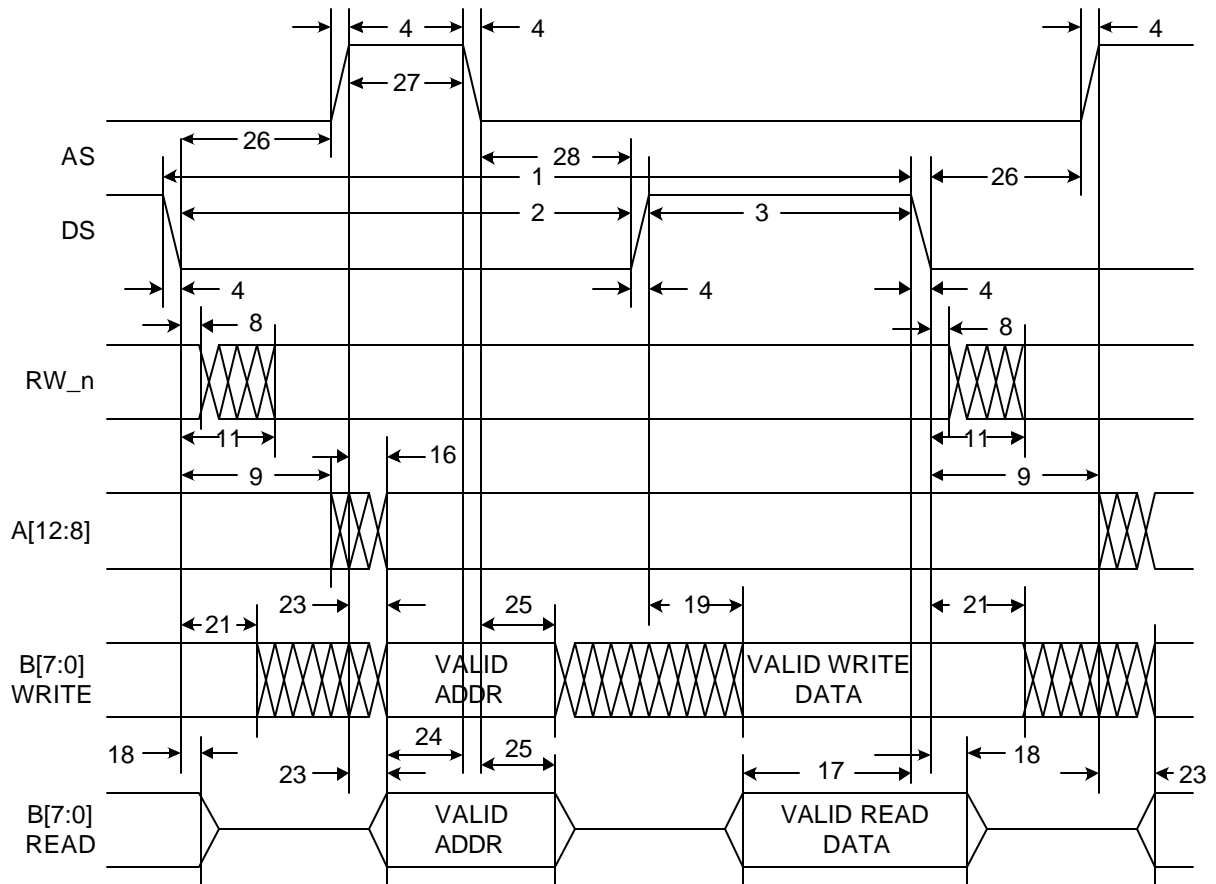 4 4 4
27
26
AS
28
1 26
2 3
DS
4 4 4
8 8
RW_n
11 11
16
9 9
A[12:8]
23 25 19 21
21
B[7:0] VALID VALID WRITE
WRITE ADDR DATA
24 25
18 18
23 17 23
B[7:0] VALID VALID READ
READ ADDR DATA